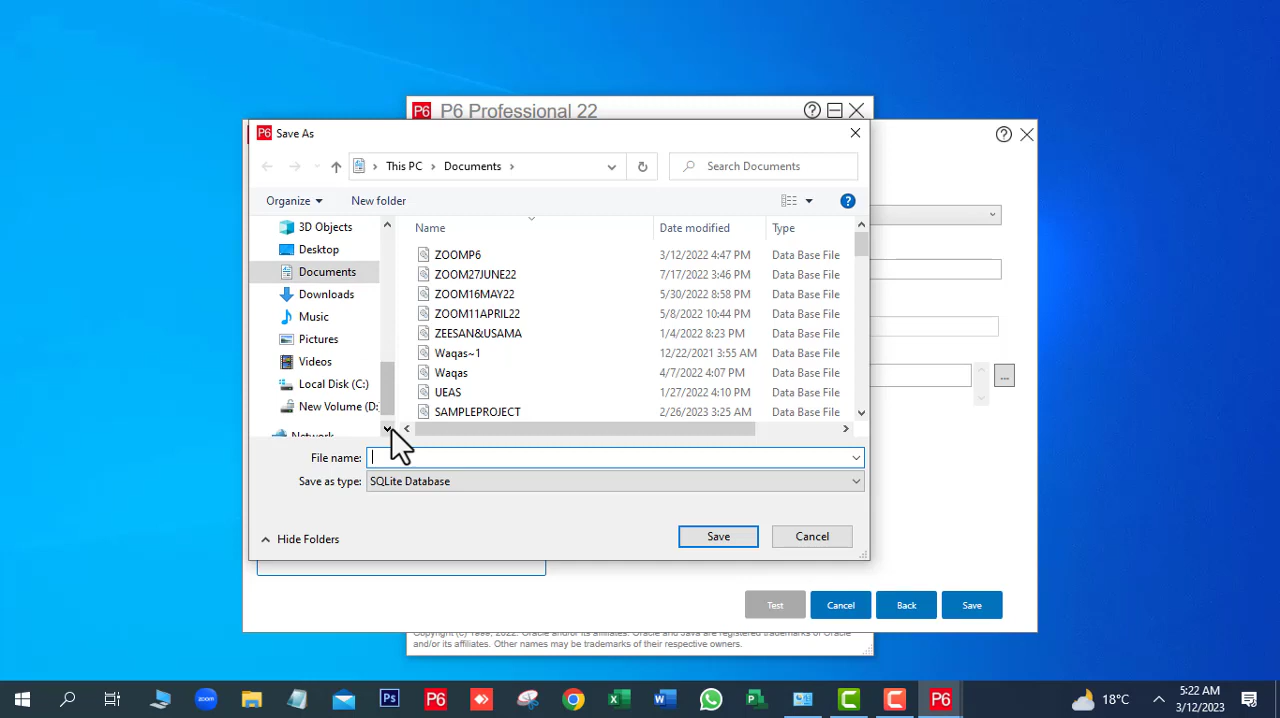 P6 P6 Professional 22
P6 Save As
This PC > Documents >
Search Documents
Organize
New folder
3D Objects
Desktop
Documents
Downloads
Music
Pictures
Videos
Local Disk (C:)
New Volume (D:
Network
Name Date modified Type
ZOOMP6 3/12/2022 4:47 PM Data Base File
ZOOM27JUNE22 7/17/2022 3:46 PM Data Base File
ZOOM16MAY22 5/30/2022 8:58 PM Data Base File
ZOOM11APRIL22 5/8/2022 10:44 PM Data Base File
ZEESAN&USAMA 1/4/2022 8:23 PM Data Base File
Waqas~1 12/22/2021 3:55 AM Data Base File
Waqas 4/7/2022 4:07 PM Data Base File
UEAS 1/27/2022 4:10 PM Data Base File
SAMPLEPROJECT 2/26/2023 3:25 AM Data Base File
File name:
Save as type: SQLite Database
Hide Folders
Save Cancel
...
Test Cancel Back Save
Copyright (C) 1999, 2022. Oracle and/or its affiliates. Oracle and Java are registered trademarks of Oracle
and/or its affiliates. Other names may be trademarks of their respective owners.
zoom Ps P6 P6
18°C
5:22 AM
3/12/2023